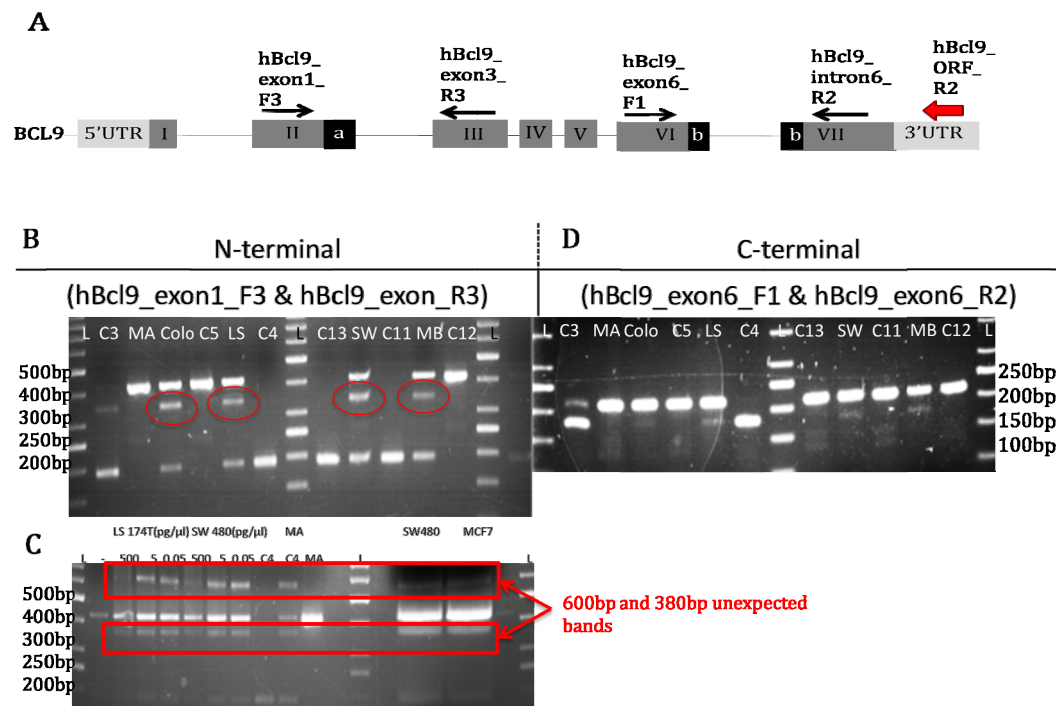 A
hBcl9_
exon1_
F3
hBcl9_
exon3_
R3
hBcl9_
exon6_
F1
hBcl9_
intron6_
R2
hBcl9_
ORF_
R2
BCL9 5'UTR I II a III IV V VI b b VII 3'UTR
B N-terminal
(hBcl9_exon1_F3 & hBcl9_exon_R3)
L C3 MA Colo C5 LS C4 L C13 SW C11 MB C12 L
500bp
400bp
300bp
250bp
200bp
D C-terminal
(hBcl9_exon6_F1 & hBcl9_exon6_R2)
L C3 MA Colo C5 LS C4 L C13 SW C11 MB C12 L
250bp
200bp
150bp
100bp
C
LS 174T(pg/µl) SW 480(pg/µl) MA SW480 MCF7
L - 500 5 0.05 500 5 0.05 C4 C4 MA L L
500bp
400bp
300bp
250bp
200bp
600bp and 380bp unexpected
bands